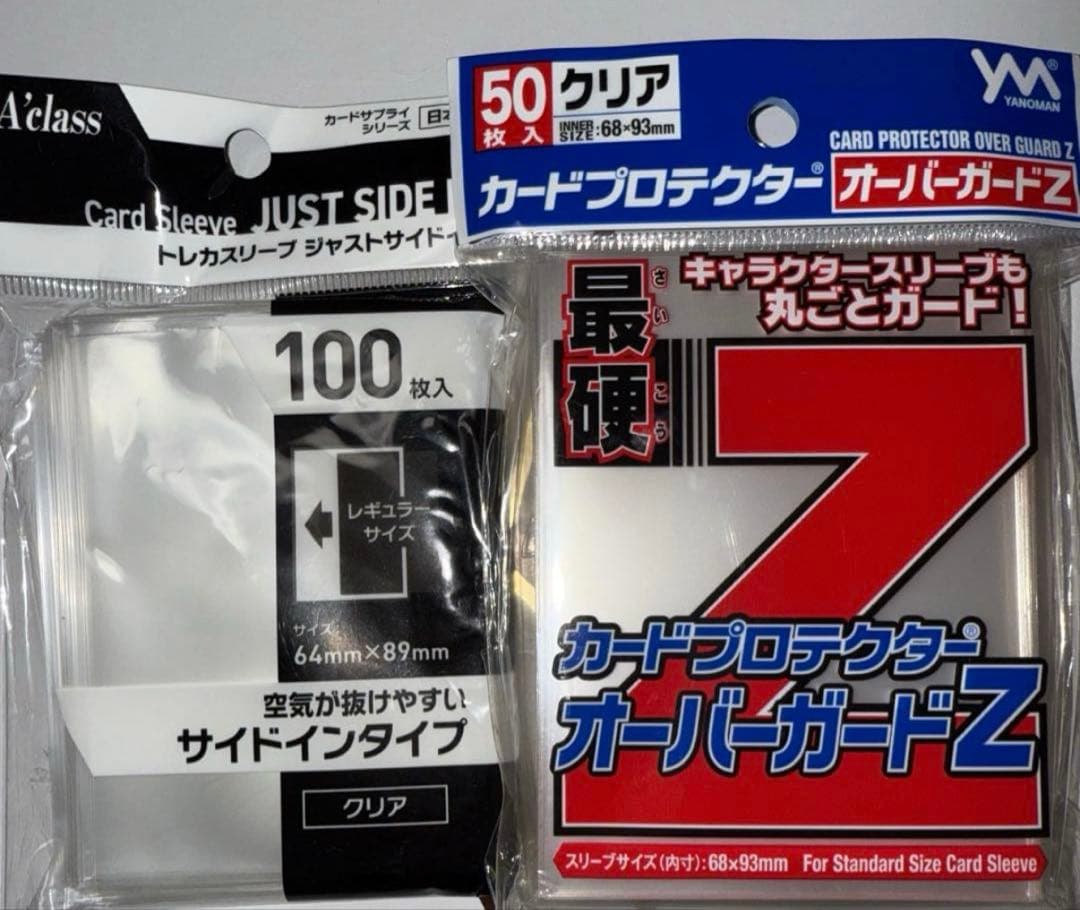 A'class
カードサプライ
シリーズ
日本
Card Sleeve JUST SIDE
トレカスリーブ ジャストサイド
100枚入
レギュラー
サイズ
サイズ
64mm×89mm
空気が抜けやすい
サイドインタイプ
クリア
50
枚入
クリア
INNER SIZE:68×93mm
YM®
YANOMAN
CARD PROTECTOR OVER GUARD Z
カードプロテクター® オーバーガードZ
キャラクタースリーブも
丸ごとガード!
最硬
さいこう
Z
カードプロテクター®
オーバーガードZ
スリーブサイズ(内寸):68×93mm For Standard Size Card Sleeve